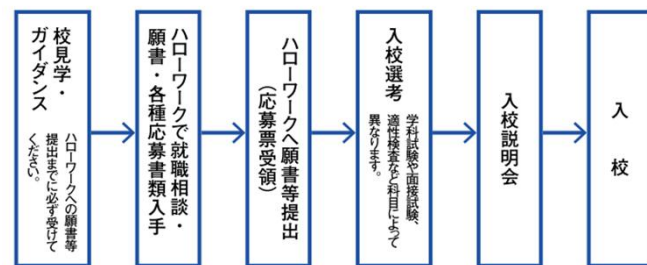 校見学・
ガイダンス
ハローワークへの願書等
提出までに必ず受けて
ください。
ハローワークで就職相談・
願書・各種応募書類入手
ハローワークへ願書等提出
(応募票受領)
入校選考
学科試験や面接試験、
適性検査など科目によって
異なります。
入校説明会
入校